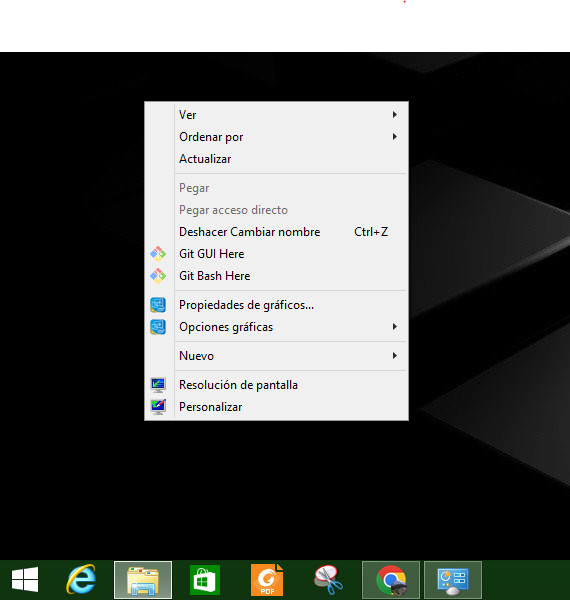 Ver
Ordenar por
Actualizar
Pegar
Pegar acceso directo
Deshacer Cambiar nombre Ctrl+Z
Git GUI Here
Git Bash Here
Propiedades de gráficos...
Opciones gráficas
Nuevo
Resolución de pantalla
Personalizar
PDF